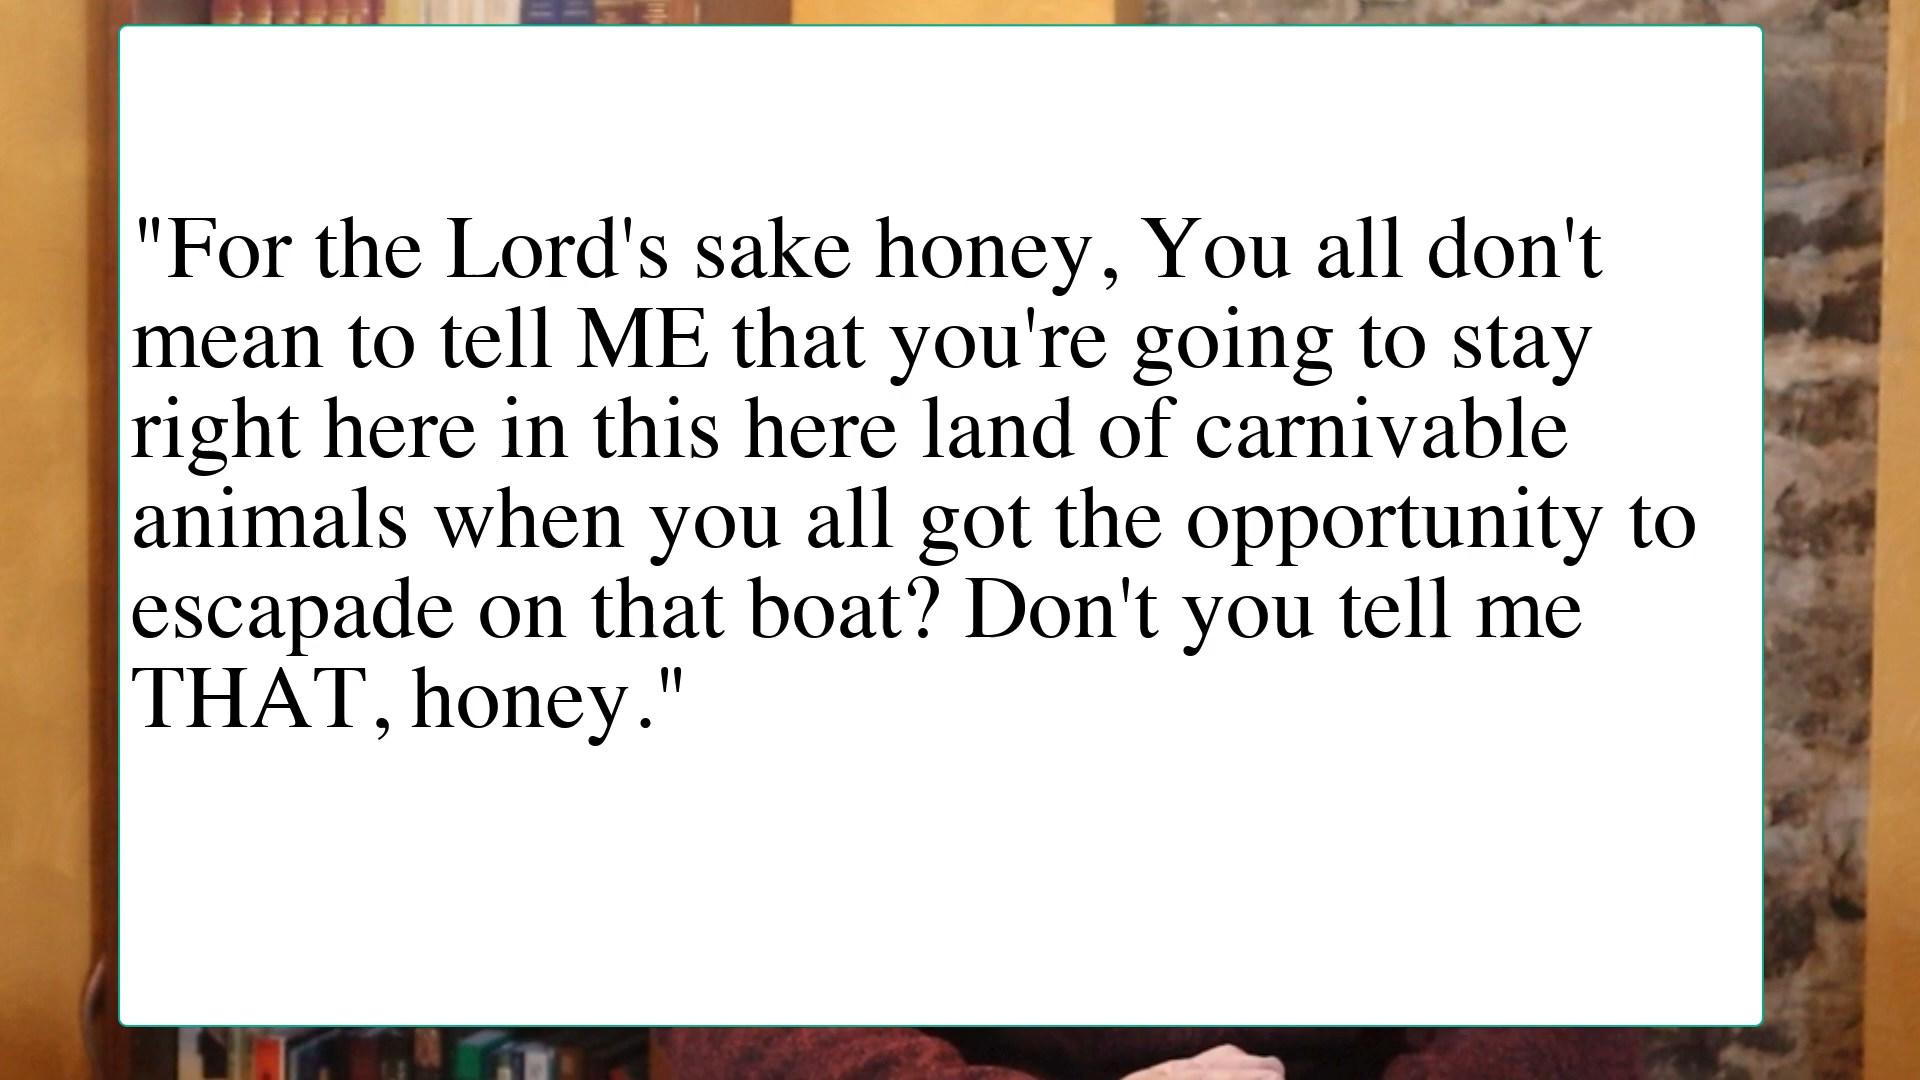 "For the Lord's sake honey, You all don't
mean to tell ME that you're going to stay
right here in this here land of carnivable
animals when you all got the opportunity to
escapade on that boat? Don't you tell me
THAT, honey."